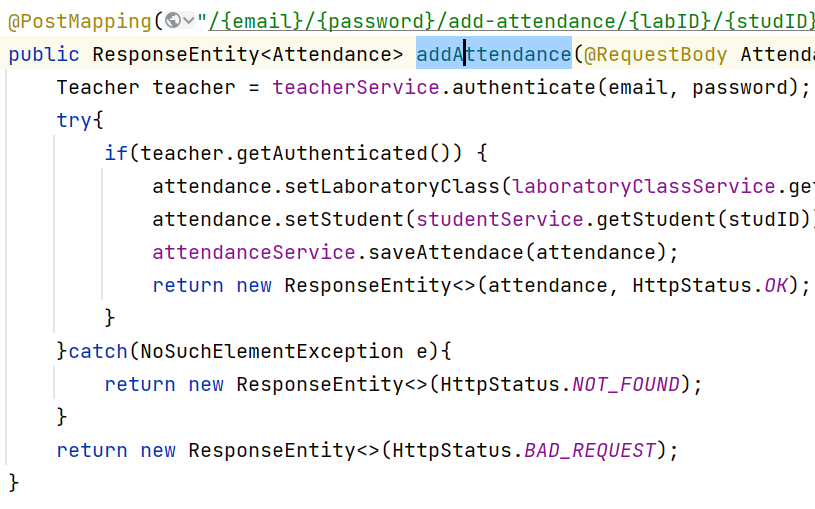 @PostMapping("/{email}/{password}/add-attendance/{labID}/{studID}
public ResponseEntity<Attendance> addAttendance(@RequestBody Attenda
Teacher teacher = teacherService.authenticate(email, password);
try{
if(teacher.getAuthenticated()) {
attendance.setLaboratoryClass(laboratoryClassService.get
attendance.setStudent(studentService.getStudent(studID))
attendanceService.saveAttendace(attendance);
return new ResponseEntity<>(attendance, HttpStatus.OK);
}
}catch(NoSuchElementException e){
return new ResponseEntity<>(HttpStatus.NOT_FOUND);
}
return new ResponseEntity<>(HttpStatus.BAD_REQUEST);
}